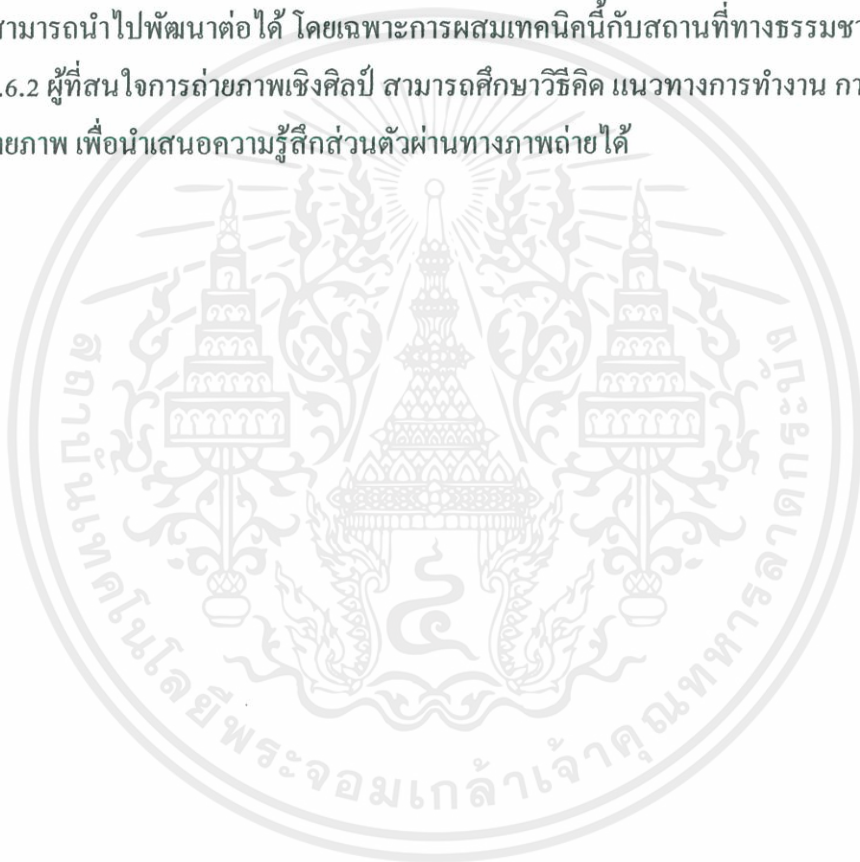 สามารถนำไปพัฒนาต่อได้ โดยเฉพาะการผสมเทคนิคนี้กับสถานที่ทางธรรมชา
.6.2 ผู้ที่สนใจการถ่ายภาพเชิงศิลป์ สามารถศึกษาวิธีคิด แนวทางการทำงาน กา
ายภาพ เพื่อนำเสนอความรู้สึกส่วนตัวผ่านทางภาพถ่ายได้
สถาบันเทคโนโลยีพระจอมเกล้าเจ้าคุณทหารลาดกระบัง